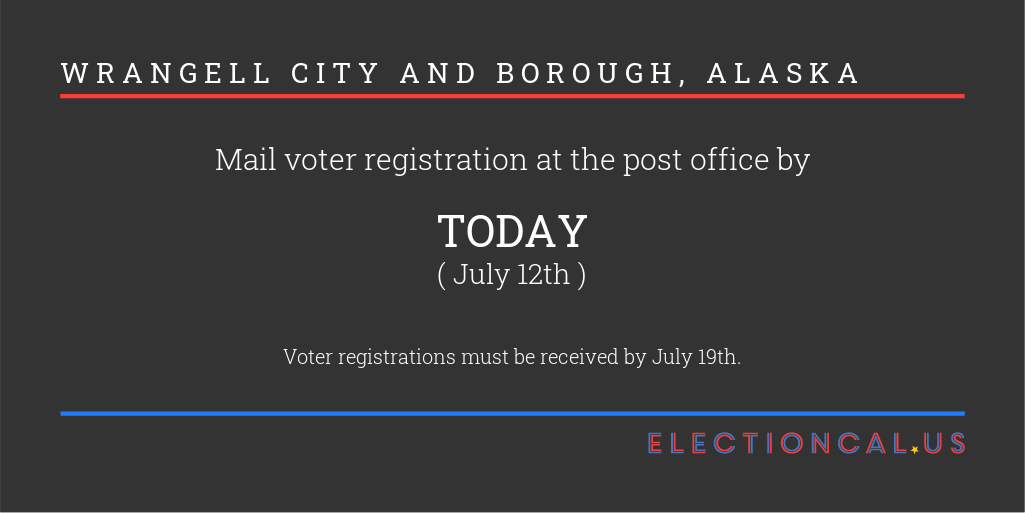 WRANGELL CITY AND BOROUGH, ALASKA
Mail voter registration at the post office by
TODAY
( July 12th )
Voter registrations must be received by July 19th.
ELECTIONCAL.US